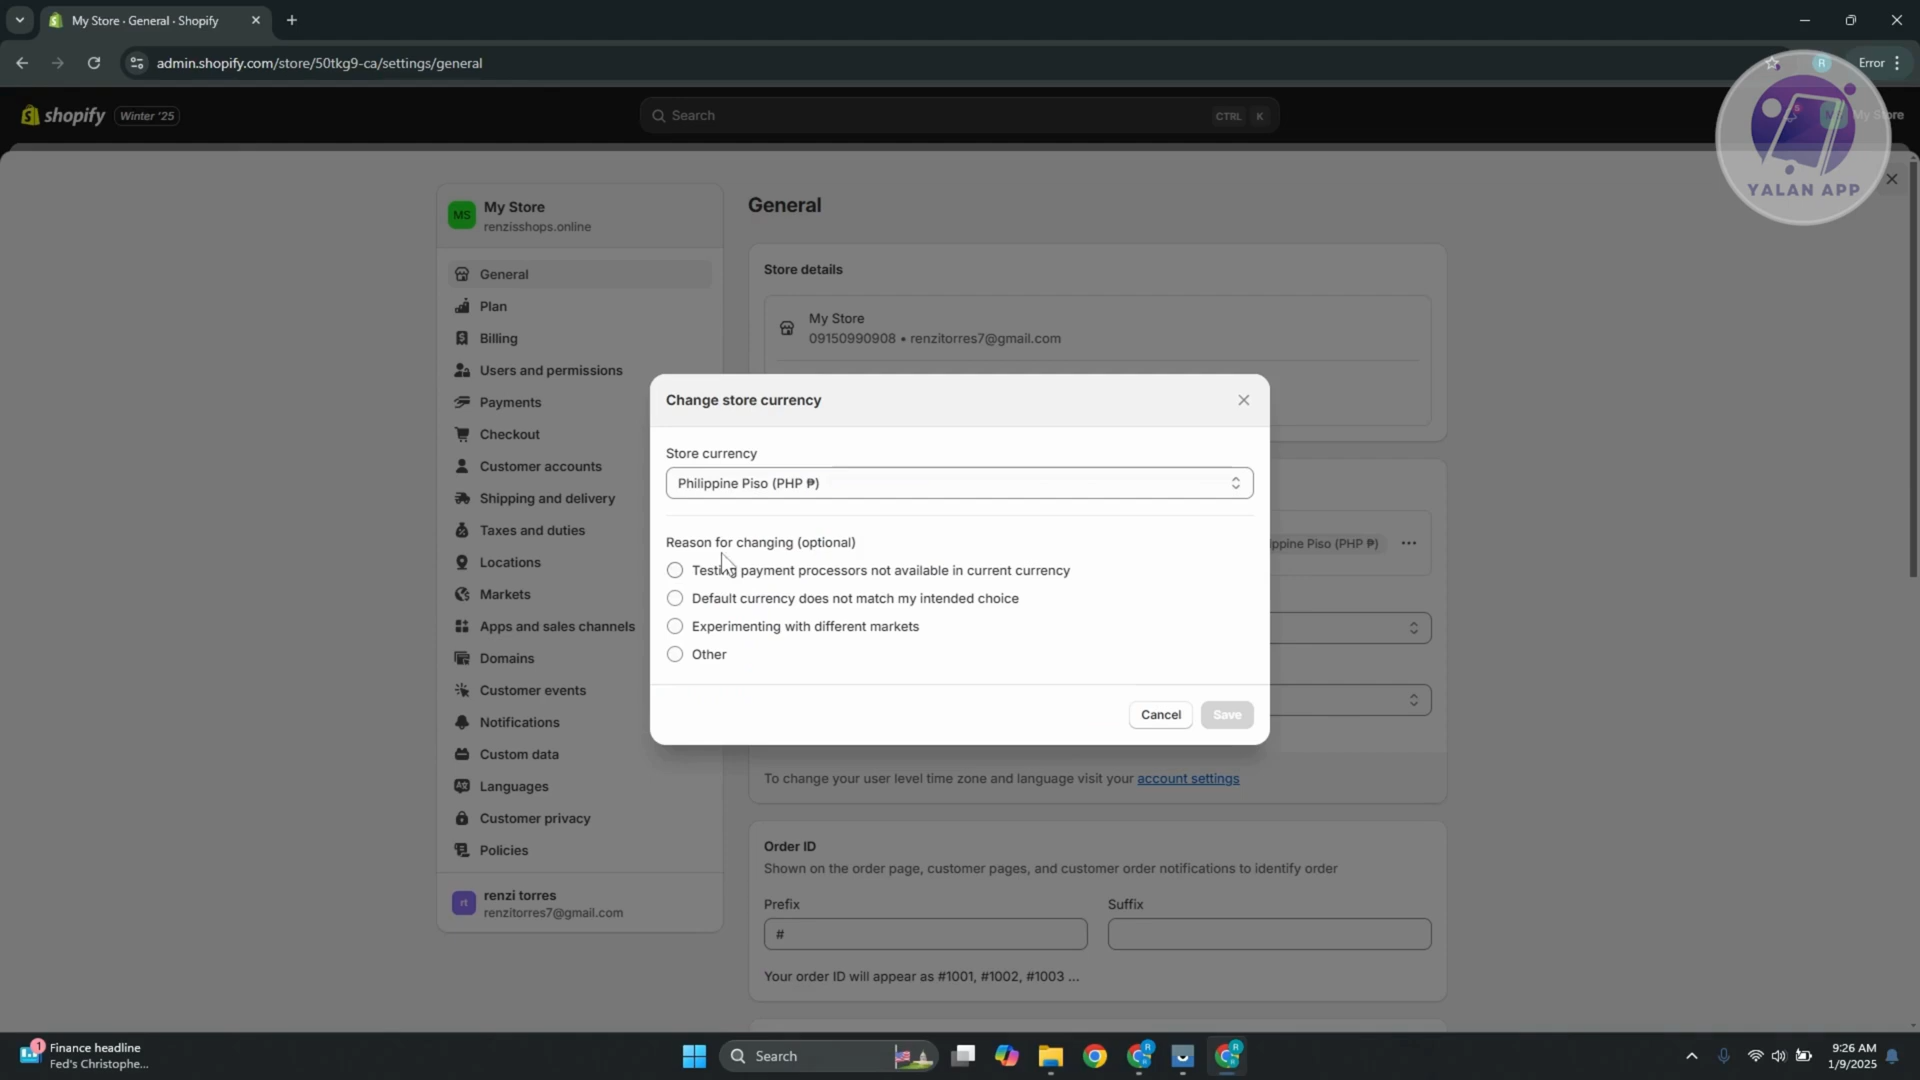 My Store · General · Shopify
admin.shopify.com/store/50tkg9-ca/settings/general
R
Error
shopify
Winter '25
Search
CTRL
K
My Store
YALAN APP
MS
My Store
renzisshops.online
General
Plan
Billing
Users and permissions
Payments
Checkout
Customer accounts
Shipping and delivery
Taxes and duties
Locations
Markets
Apps and sales channels
Domains
Customer events
Notifications
Custom data
Languages
Customer privacy
Policies
rt
renzi torres
renzitorres7@gmail.com
General
Store details
My Store
09150990908 • renzitorres7@gmail.com
Change store currency
Store currency
Philippine Piso (PHP ₱)
Reason for changing (optional)
Testing payment processors not available in current currency
Default currency does not match my intended choice
Experimenting with different markets
Other
Cancel
Save
ippine Piso (PHP ₱)
To change your user level time zone and language visit your account settings
Order ID
Shown on the order page, customer pages, and customer order notifications to identify order
Prefix
Suffix
#
Your order ID will appear as #1001, #1002, #1003 ...
1
Finance headline
Fed's Christophe...
Search
9:26 AM
1/9/2025